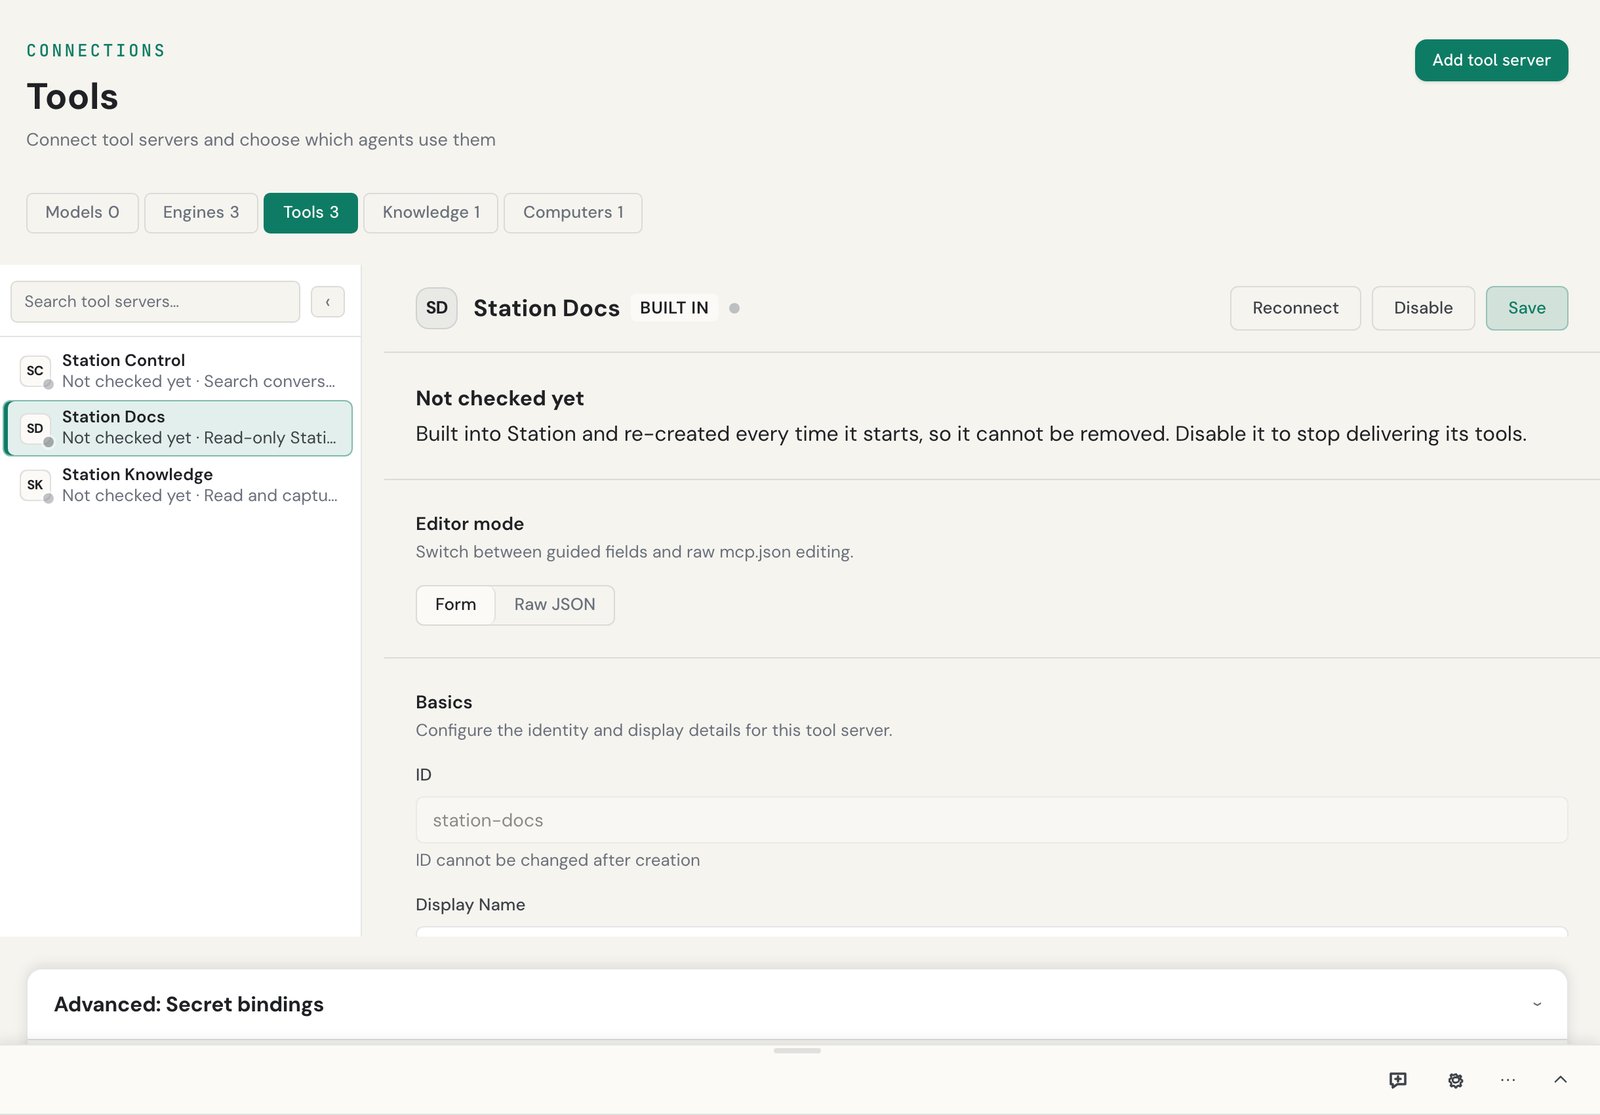 CONNECTIONS
Tools
Connect tool servers and choose which agents use them
Add tool server
Models 0
Engines 3
Tools 3
Knowledge 1
Computers 1
Search tool servers...
‹
SC
Station Control
Not checked yet · Search convers...
SD
Station Docs
Not checked yet · Read-only Stati...
SK
Station Knowledge
Not checked yet · Read and captu...
SD
Station Docs
BUILT IN
Reconnect
Disable
Save
Not checked yet
Built into Station and re-created every time it starts, so it cannot be removed. Disable it to stop delivering its tools.
Editor mode
Switch between guided fields and raw mcp.json editing.
Form
Raw JSON
Basics
Configure the identity and display details for this tool server.
ID
station-docs
ID cannot be changed after creation
Display Name
Advanced: Secret bindings